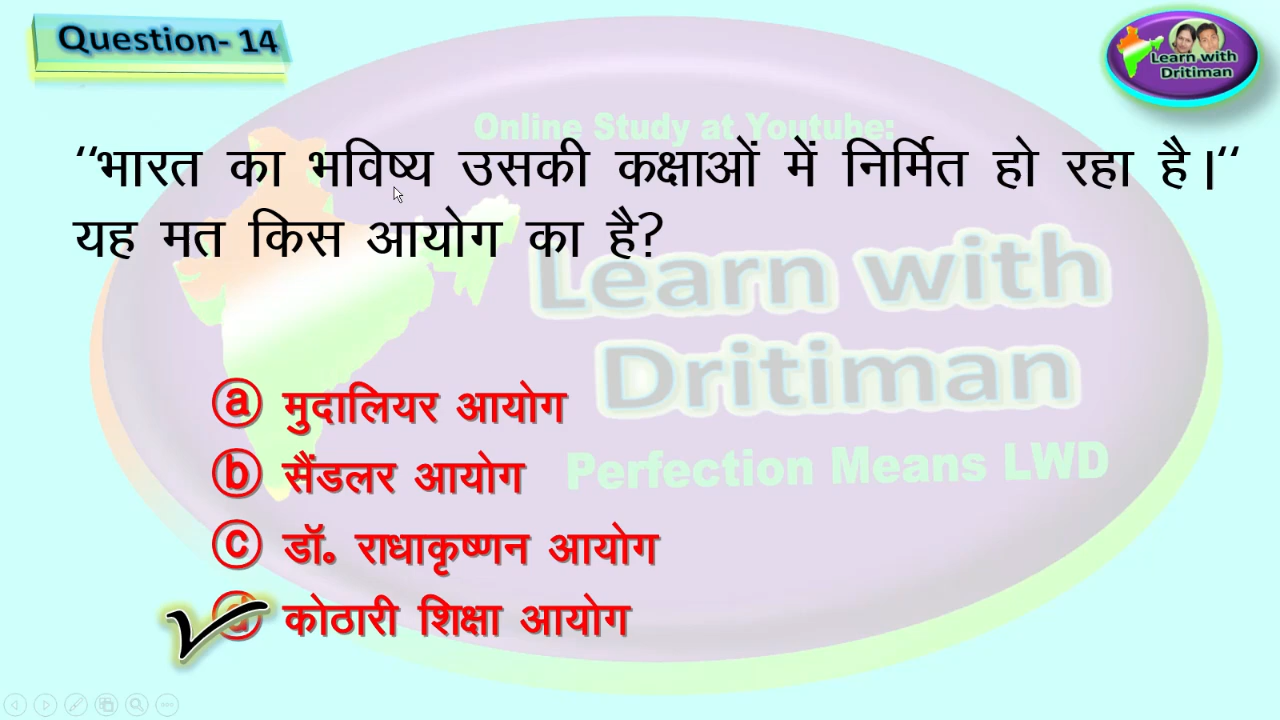 Question- 14
Learn with
Dritiman
Online Study at Youtube:
“भारत का भविष्य उसकी कक्षाओं में निर्मित हो रहा है।“
यह मत किस आयोग का है?
Learn with
Dritiman
ⓐ मुदालियर आयोग
ⓑ सैंडलर आयोग
Perfection Means LWD
ⓒ डॉ॰ राधाकृष्णन आयोग
ⓓ कोठारी शिक्षा आयोग